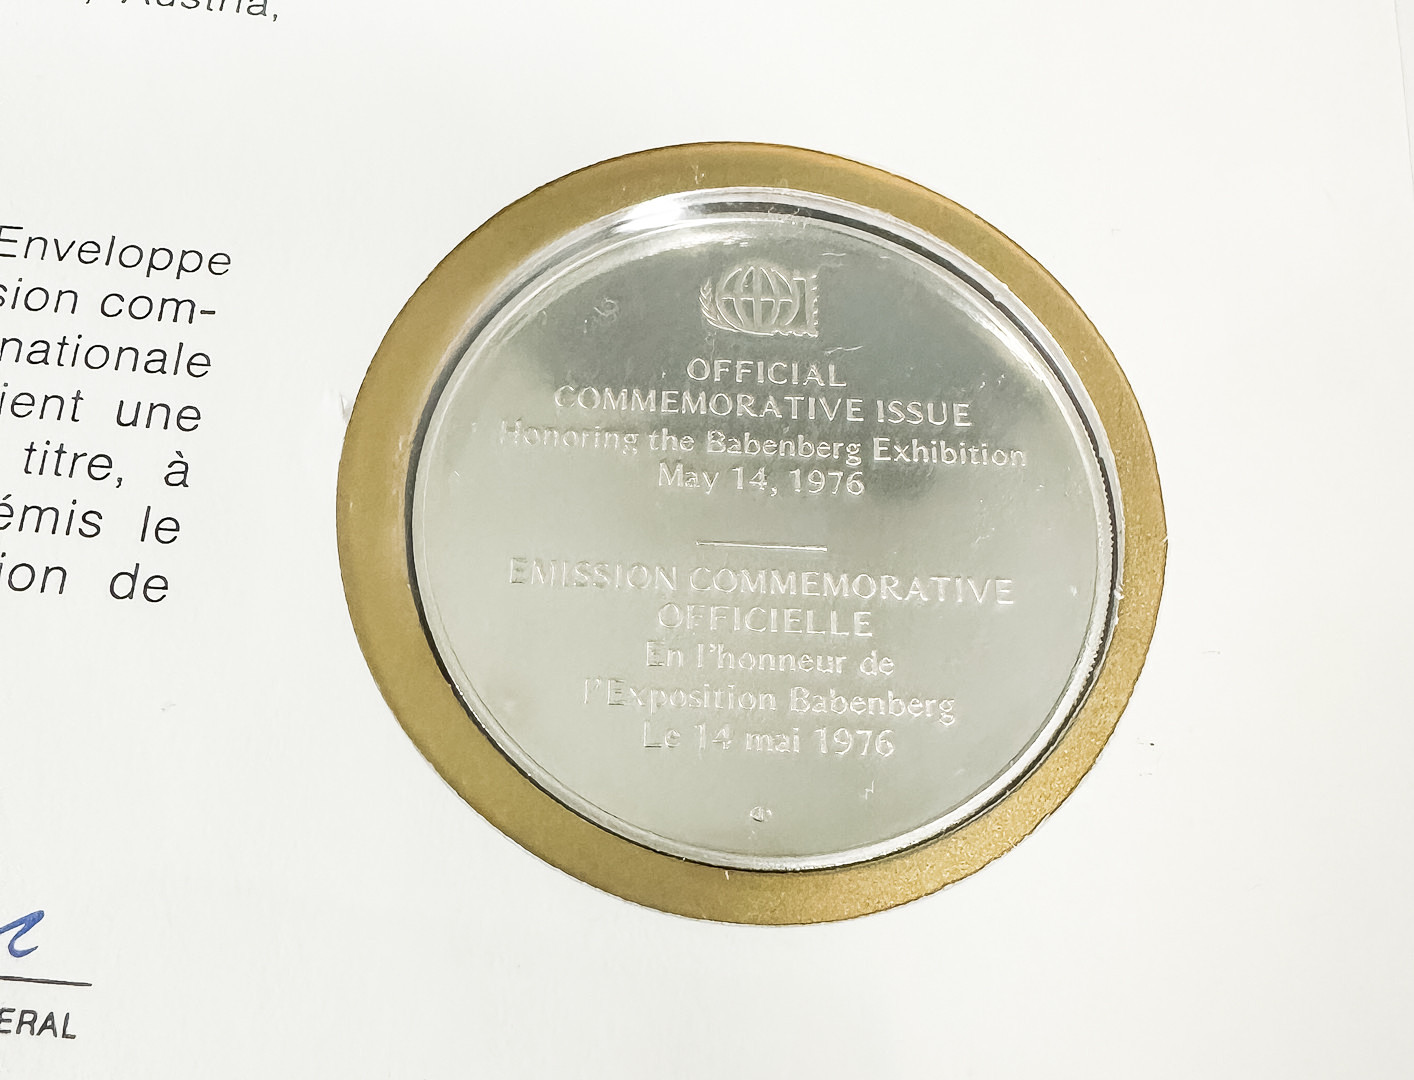 Austria,
Enveloppe
sion com-
nationale
ient une
titre, à
émis le
ion de
ERAL
OFFICIAL
COMMEMORATIVE ISSUE
Honoring the Babenberg Exhibition
May 14, 1976
EMISSION COMMEMORATIVE
OFFICIELLE
En l'honneur de
l'Exposition Babenberg
Le 14 mai 1976